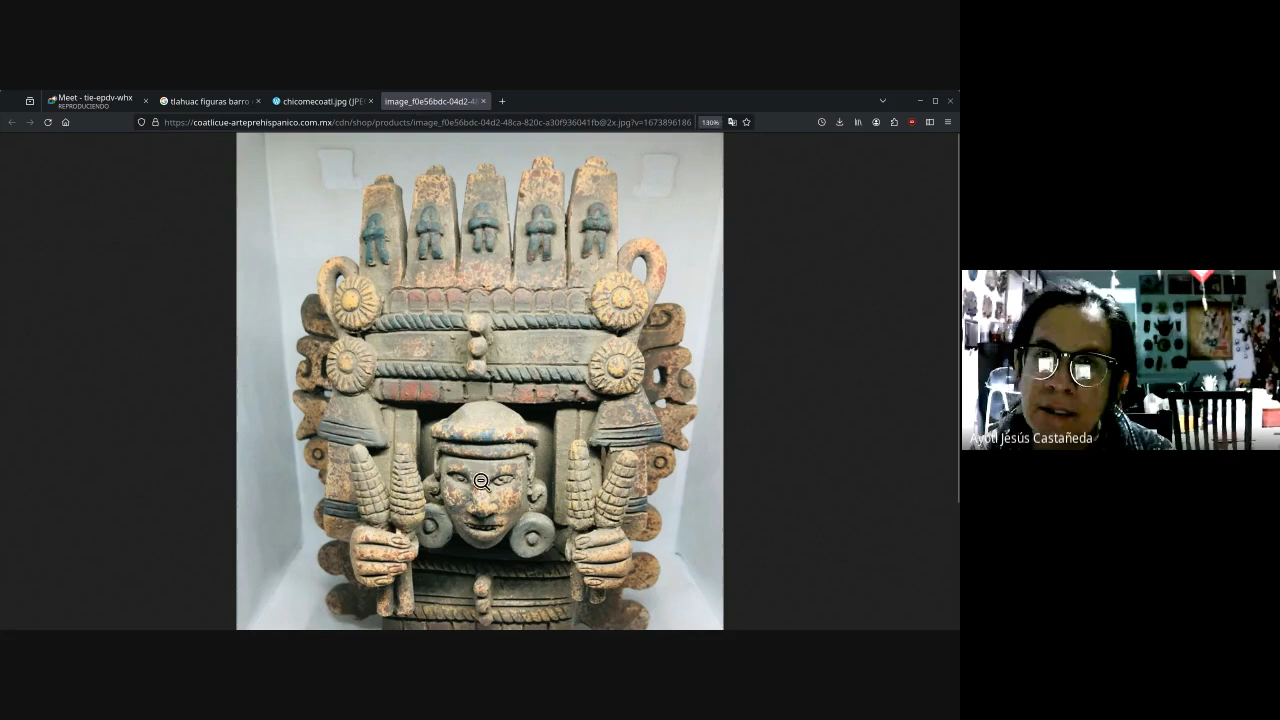 Meet - tie-epdv-whx
REPRODUCIENDO
tlahuac figuras barro
chicomecoatl.jpg (JPE
image_f0e56bdc-04d2-48
https://coatlicue-arteprehispanico.com.mx/cdn/shop/products/image_f0e56bdc-04d2-48ca-820c-a30f936041fb@2x.jpg?v=1673896186
130%
Ayotl Jesús Castañeda